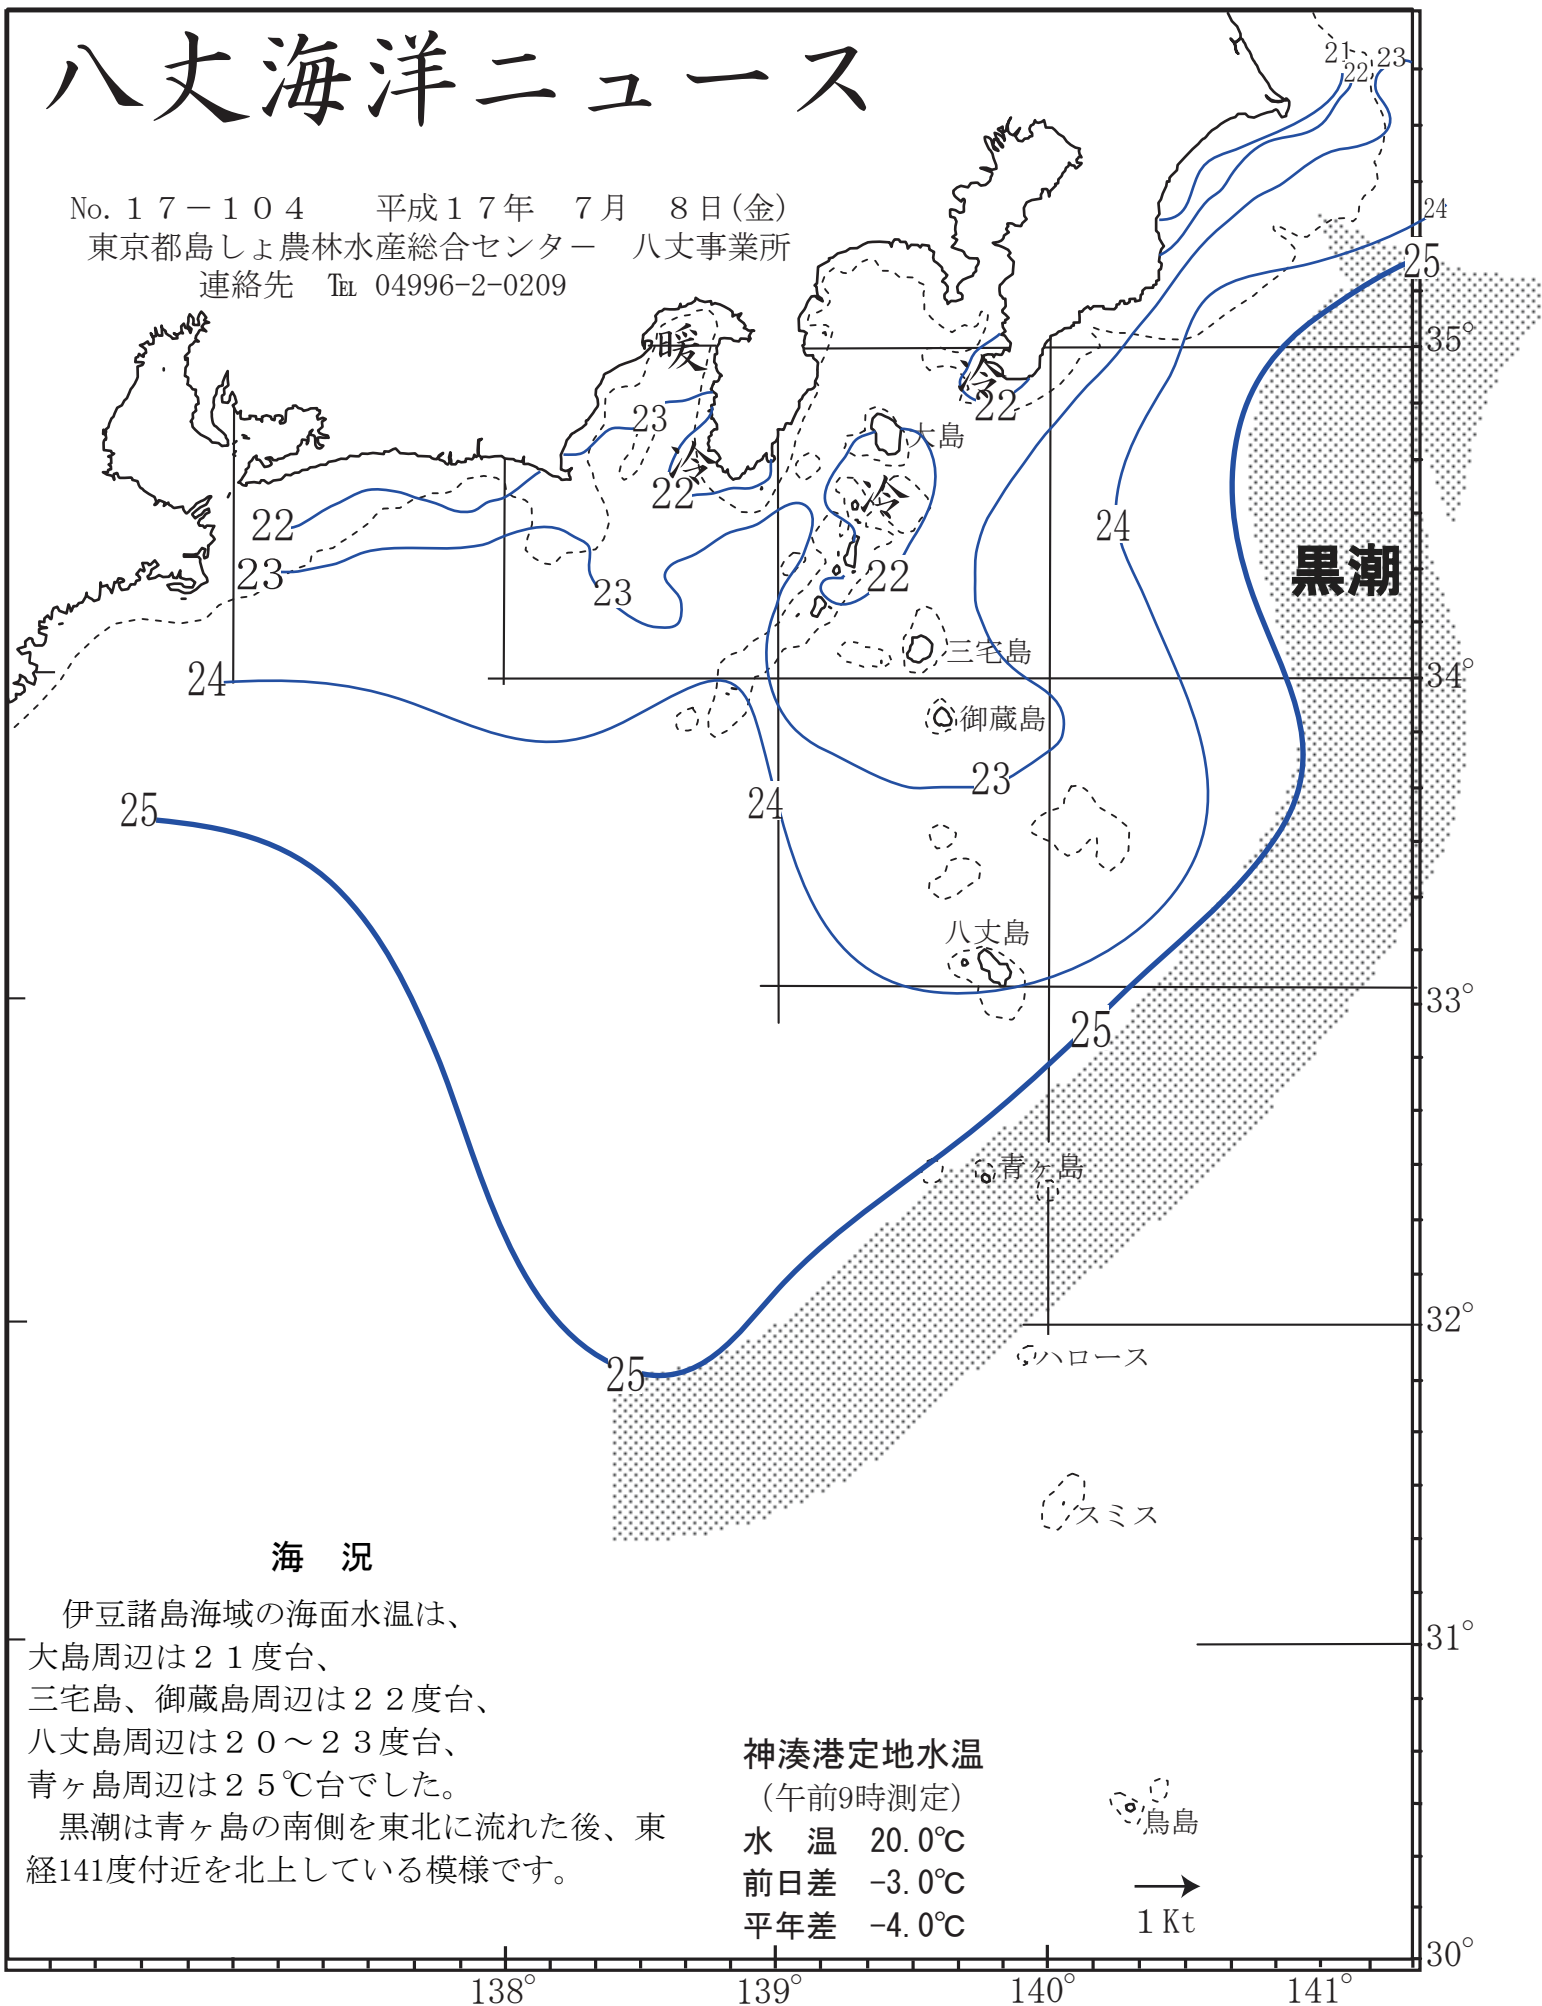 八丈海洋ニュース
No.１７－１０４　　平成１７年　７月　８日(金)
東京都島しょ農林水産総合センター　八丈事業所
連絡先　℡ 04996-2-0209
21
22
23
24
25
35°
暖
冷
22
23
大島
冷
22
冷
22
22
23
23
24
黒潮
三宅島
34°
24
御蔵島
23
24
25
八丈島
33°
25
青ヶ島
32°
ハロース
25
スミス
海　況
伊豆諸島海域の海面水温は、
大島周辺は２１度台、
三宅島、御蔵島周辺は２２度台、
八丈島周辺は２０～２３度台、
青ヶ島周辺は２５℃台でした。
黒潮は青ヶ島の南側を東北に流れた後、東
経141度付近を北上している模様です。
31°
神湊港定地水温
（午前9時測定）
水　温　20.0℃
前日差　-3.0℃
平年差　-4.0℃
鳥島
1 Kt
30°
138°
139°
140°
141°